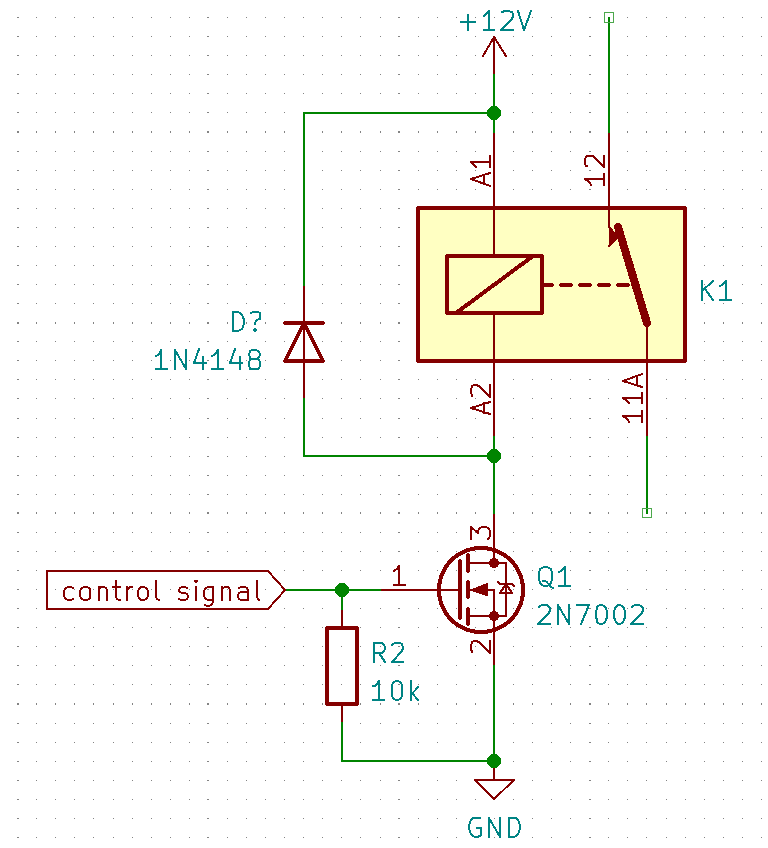 +12V
A1
12
K1
D?
1N4148
A2
11A
3
control signal
1
Q1
2N7002
2
R2
10k
GND